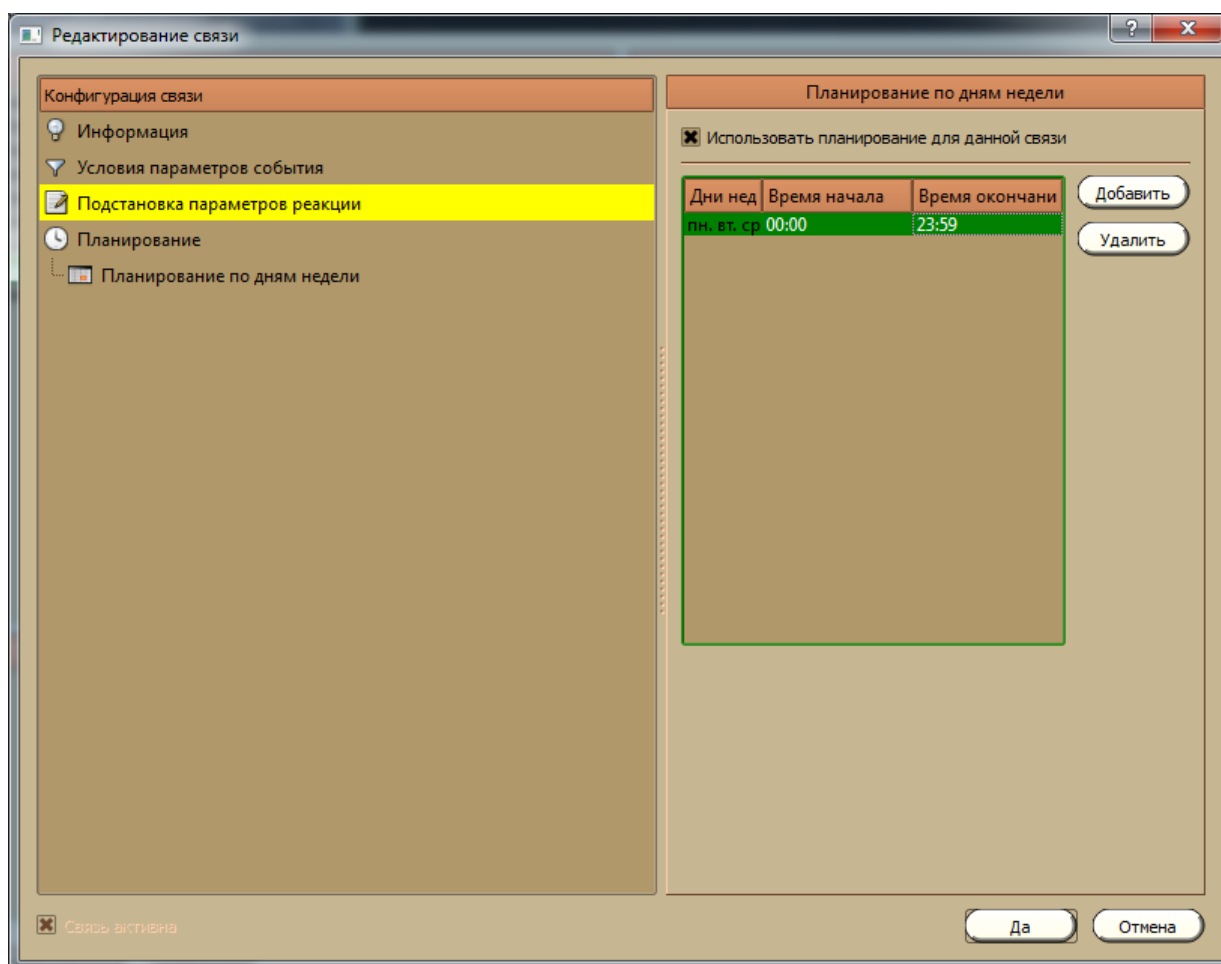 Редактирование связи
Конфигурация связи
Информация
Условия параметров события
Подстановка параметров реакции
Планирование
Планирование по дням недели
Планирование по дням недели
Использовать планирование для данной связи
Дни нед Время начала Время окончани
пн. вт. ср 00:00 23:59
Добавить
Удалить
Связь активна
Да
Отмена